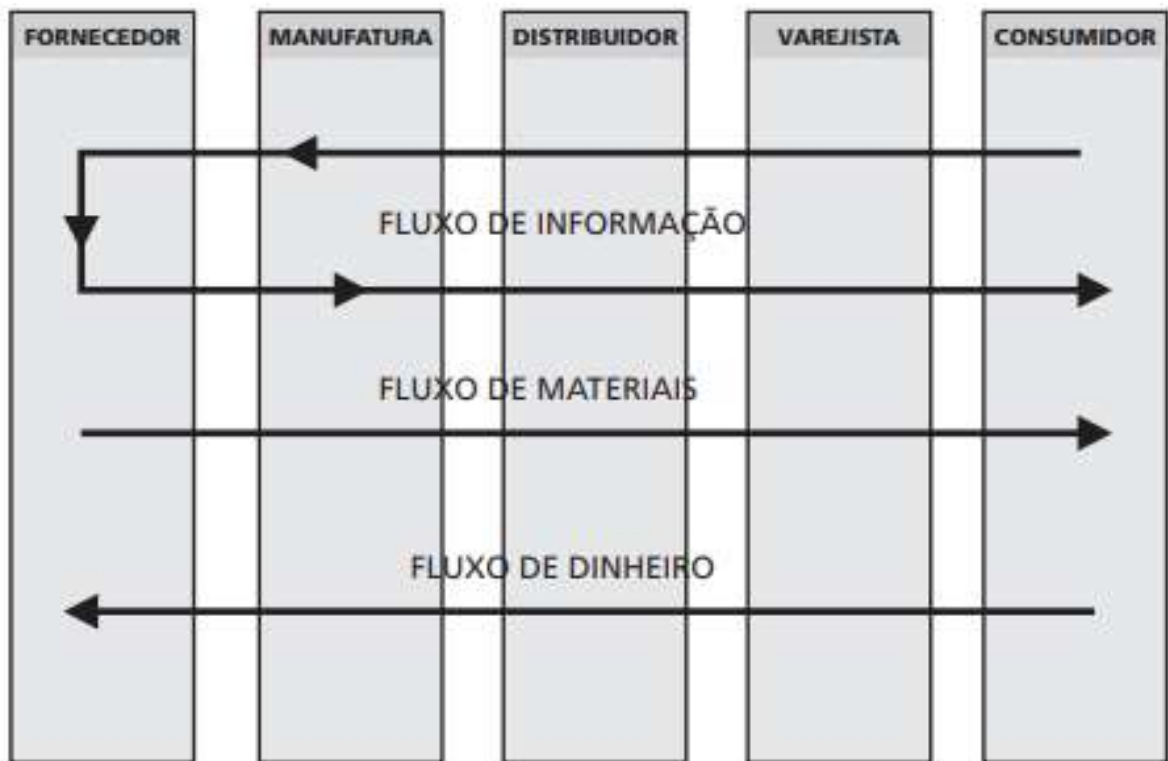 FORNECEDOR
MANUFATURA
DISTRIBUIDOR
VAREJISTA
CONSUMIDOR
FLUXO DE INFORMAÇÃO
FLUXO DE MATERIAIS
FLUXO DE DINHEIRO